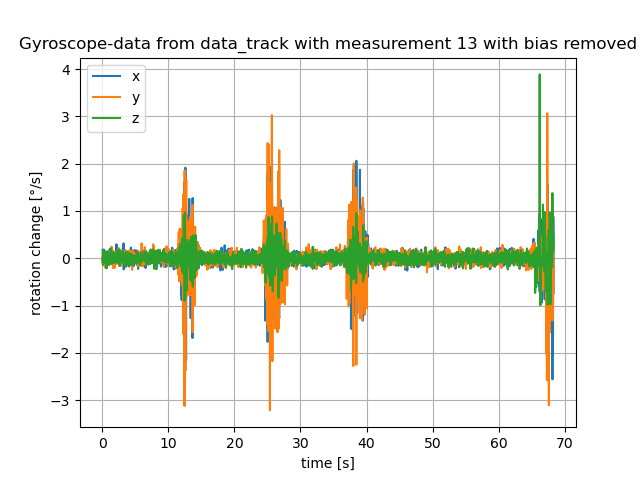 Gyroscope-data from data_track with measurement 13 with bias removed
x
y
z
rotation change [°/s]
4
3
2
1
0
−1
−2
−3
0 10 20 30 40 50 60 70
time [s]